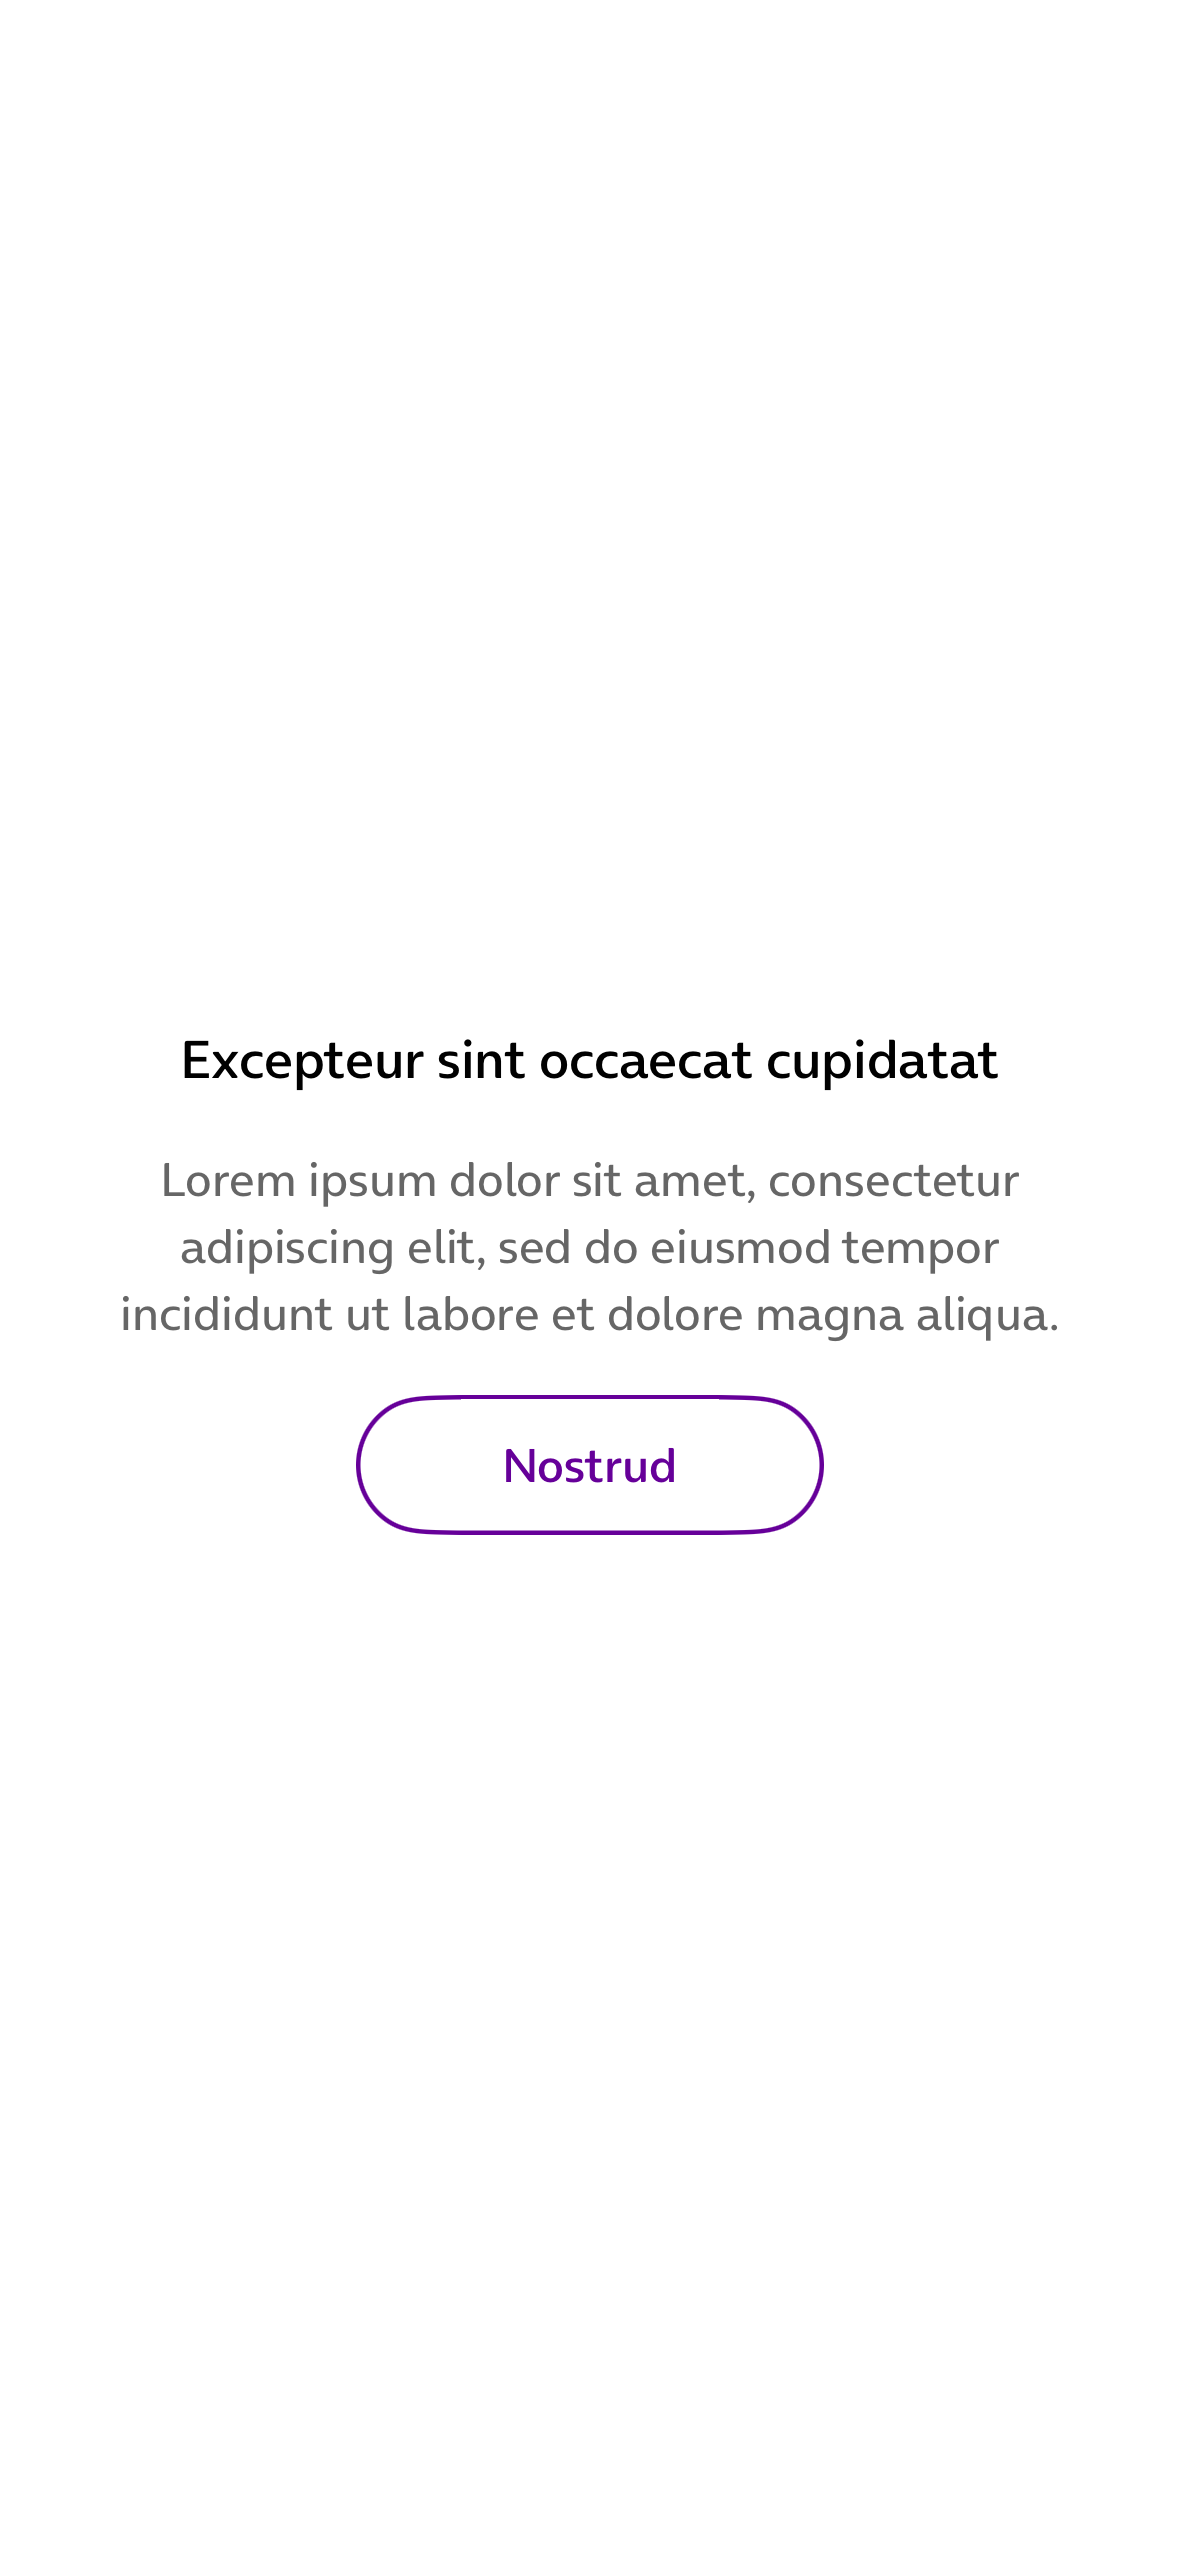 Excepteur sint occaecat cupidatat
Lorem ipsum dolor sit amet, consectetur
adipiscing elit, sed do eiusmod tempor
incididunt ut labore et dolore magna aliqua.
Nostrud